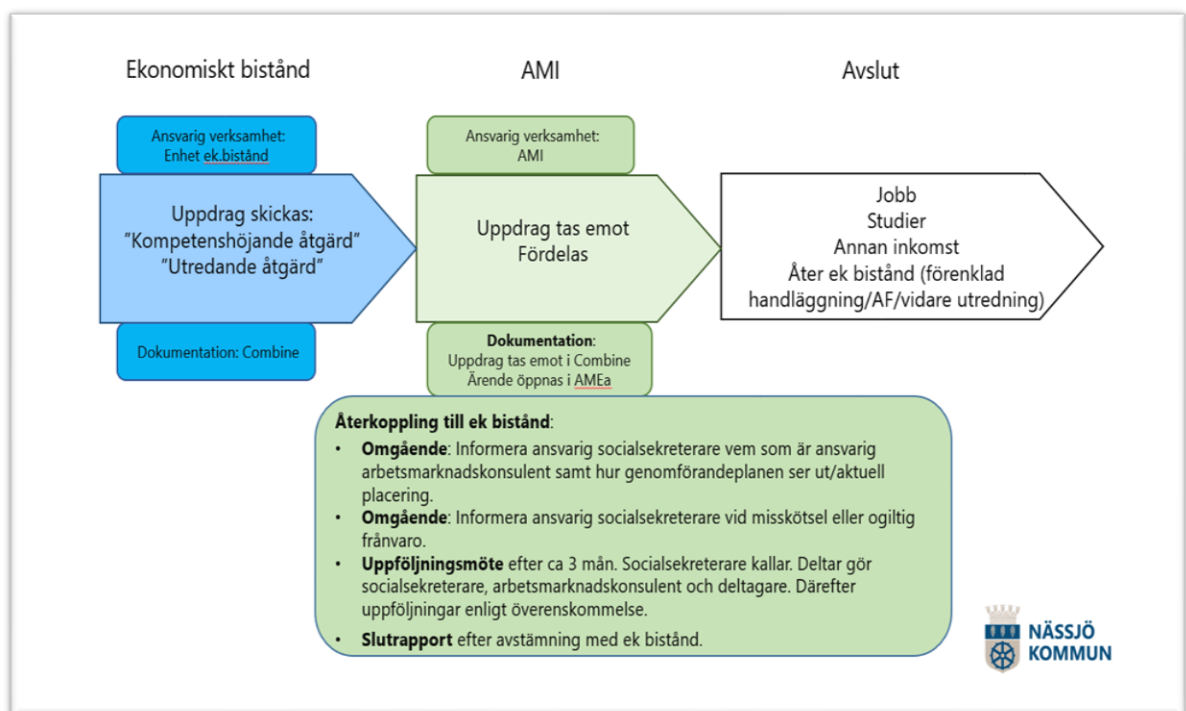 Ekonomiskt bistånd
AMI
Avslut
Ansvarig verksamhet:
Enhet ek.bistånd
Ansvarig verksamhet:
AMI
Uppdrag skickas:
”Kompetenshöjande åtgärd”
”Utredande åtgärd”
Uppdrag tas emot
Fördelas
Jobb
Studier
Annan inkomst
Åter ek bistånd (förenklad
handläggning/AF/vidare utredning)
Dokumentation: Combine
Dokumentation:
Uppdrag tas emot i Combine
Ärende öppnas i AMEa
Återkoppling till ek bistånd:
• Omgående: Informera ansvarig socialsekreterare vem som är ansvarig
arbetsmarknadskonsulent samt hur genomförandeplanen ser ut/aktuell
placering.
• Omgående: Informera ansvarig socialsekreterare vid misskötsel eller ogiltig
frånvaro.
• Uppföljningsmöte efter ca 3 mån. Socialsekreterare kallar. Deltar gör
socialsekreterare, arbetsmarknadskonsulent och deltagare. Därefter
uppföljningar enligt överenskommelse.
• Slutrapport efter avstämning med ek bistånd.
NÄSSJÖ
KOMMUN